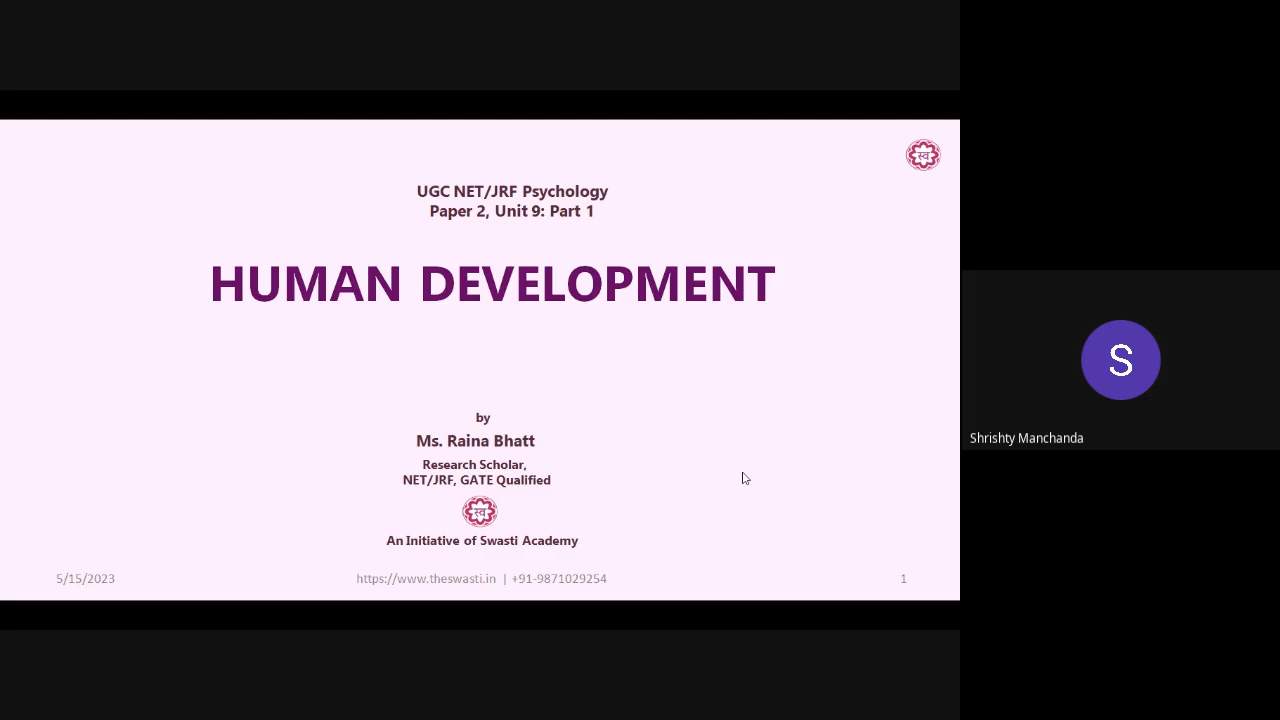 स्व
UGC NET/JRF Psychology
Paper 2, Unit 9: Part 1
HUMAN DEVELOPMENT
by
Ms. Raina Bhatt
Research Scholar,
NET/JRF, GATE Qualified
स्व
An Initiative of Swasti Academy
5/15/2023
https://www.theswasti.in | +91-9871029254
1
S
Shrishty Manchanda